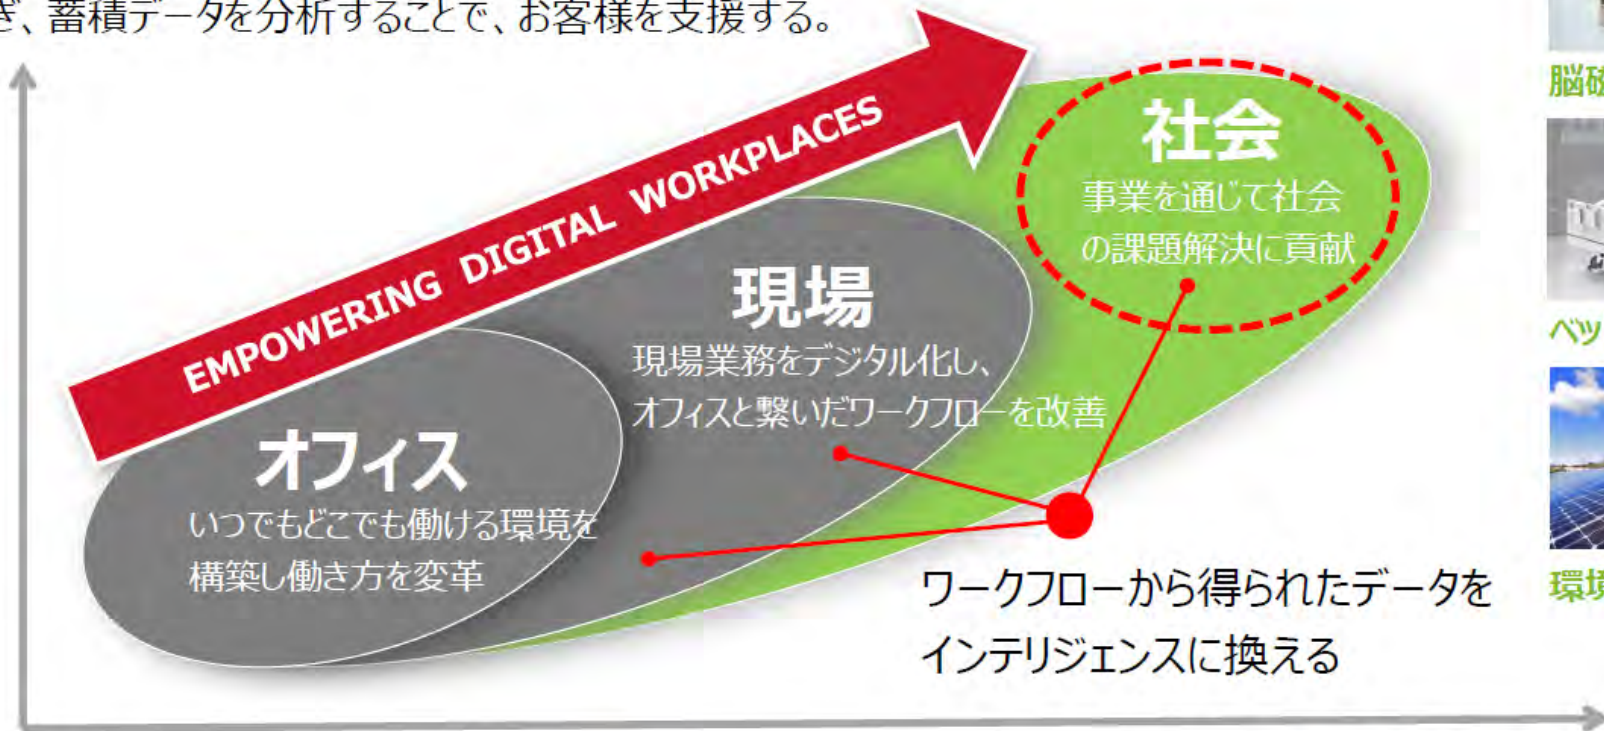 ぎ、蓄積データを分析することで、お客様を支援する。
EMPOWERING DIGITAL WORKPLACES
社会
事業を通じて社会
の課題解決に貢献
現場
現場業務をデジタル化し、
オフィスと繋いだワークフローを改善
オフィス
いつでもどこでも働ける環境を
構築し働き方を変革
ワークフローから得られたデータを
インテリジェンスに換える
脳磁
ベッ
環境